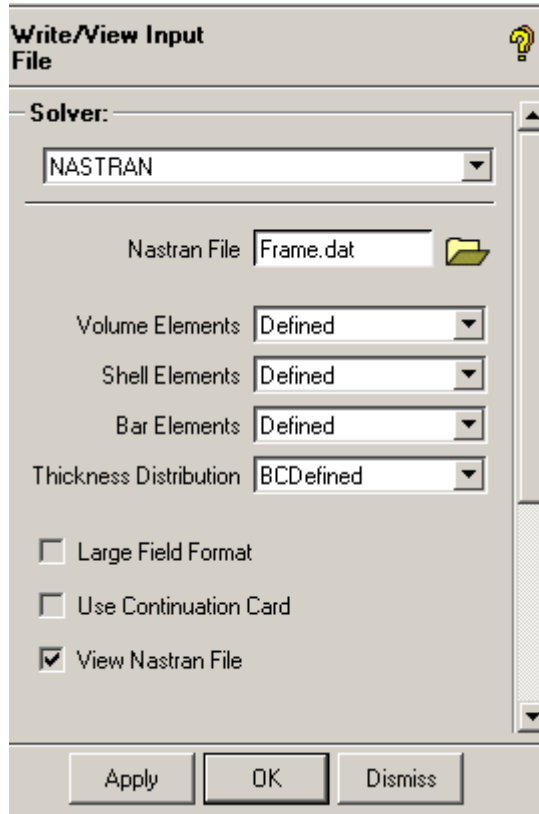 Write/View Input
File
Solver:
NASTRAN
Nastran File Frame.dat
Volume Elements Defined
Shell Elements Defined
Bar Elements Defined
Thickness Distribution BCDefined
Large Field Format
Use Continuation Card
View Nastran File
Apply OK Dismiss